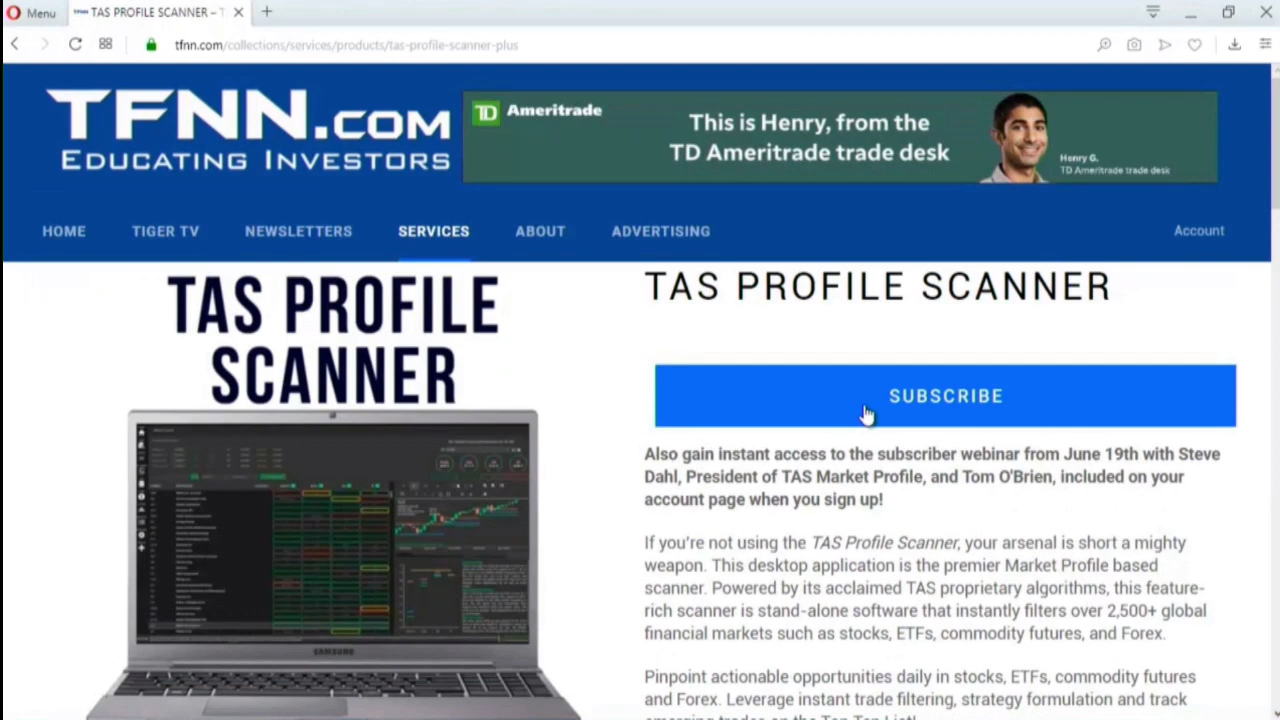 Menu
TAS PROFILE SCANNER – T
tfnn.com/collections/services/products/tas-profile-scanner-plus
TFNN.COM
EDUCATING INVESTORS
TD Ameritrade
This is Henry, from the
TD Ameritrade trade desk
Henry G.
TD Ameritrade trade desk
HOME
TIGER TV
NEWSLETTERS
SERVICES
ABOUT
ADVERTISING
Account
TAS PROFILE
SCANNER
SAMSUNG
TAS PROFILE SCANNER
SUBSCRIBE
Also gain instant access to the subscriber webinar from June 19th with Steve
Dahl, President of TAS Market Profile, and Tom O'Brien, included on your
account page when you sign up!
If you're not using the TAS Profile Scanner, your arsenal is short a mighty
weapon. This desktop application is the premier Market Profile based
scanner. Powered by its acclaimed TAS proprietary algorithms, this feature-
rich scanner is stand-alone software that instantly filters over 2,500+ global
financial markets such as stocks, ETFs, commodity futures, and Forex.
Pinpoint actionable opportunities daily in stocks, ETFs, commodity futures
and Forex. Leverage instant trade filtering, strategy formulation and track
emerging trades on the Top Ten List!